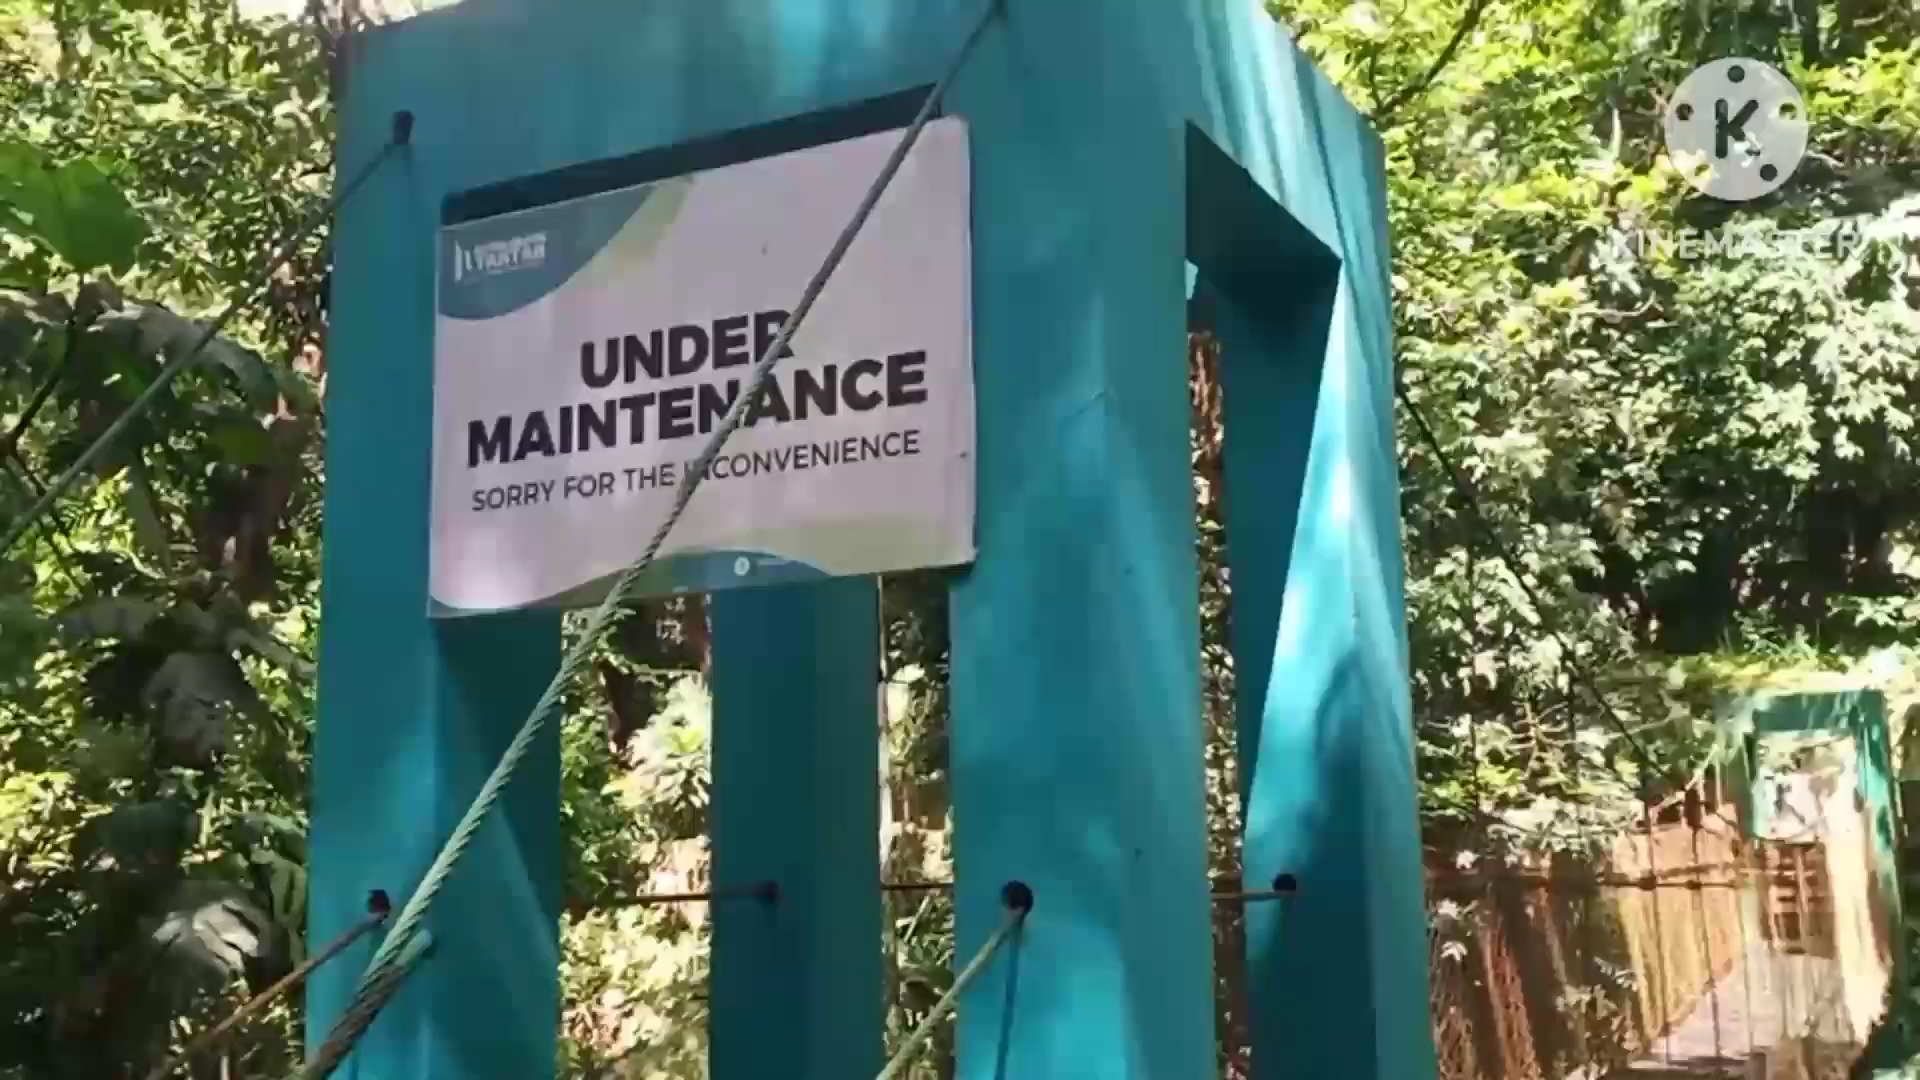 UNDER
MAINTENANCE
SORRY FOR THE INCONVENIENCE
K
KINEMASTER